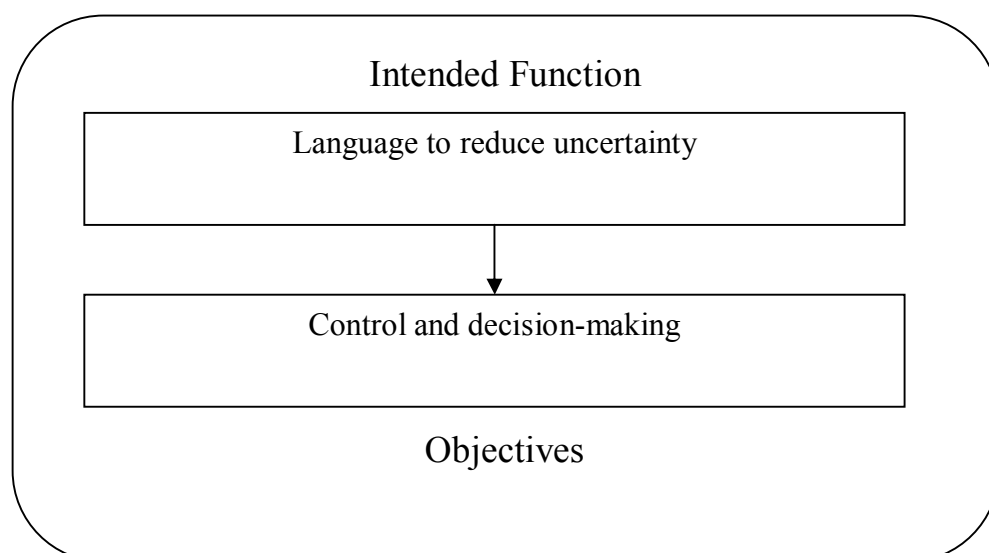 Intended Function
Language to reduce uncertainty
Control and decision-making
Objectives